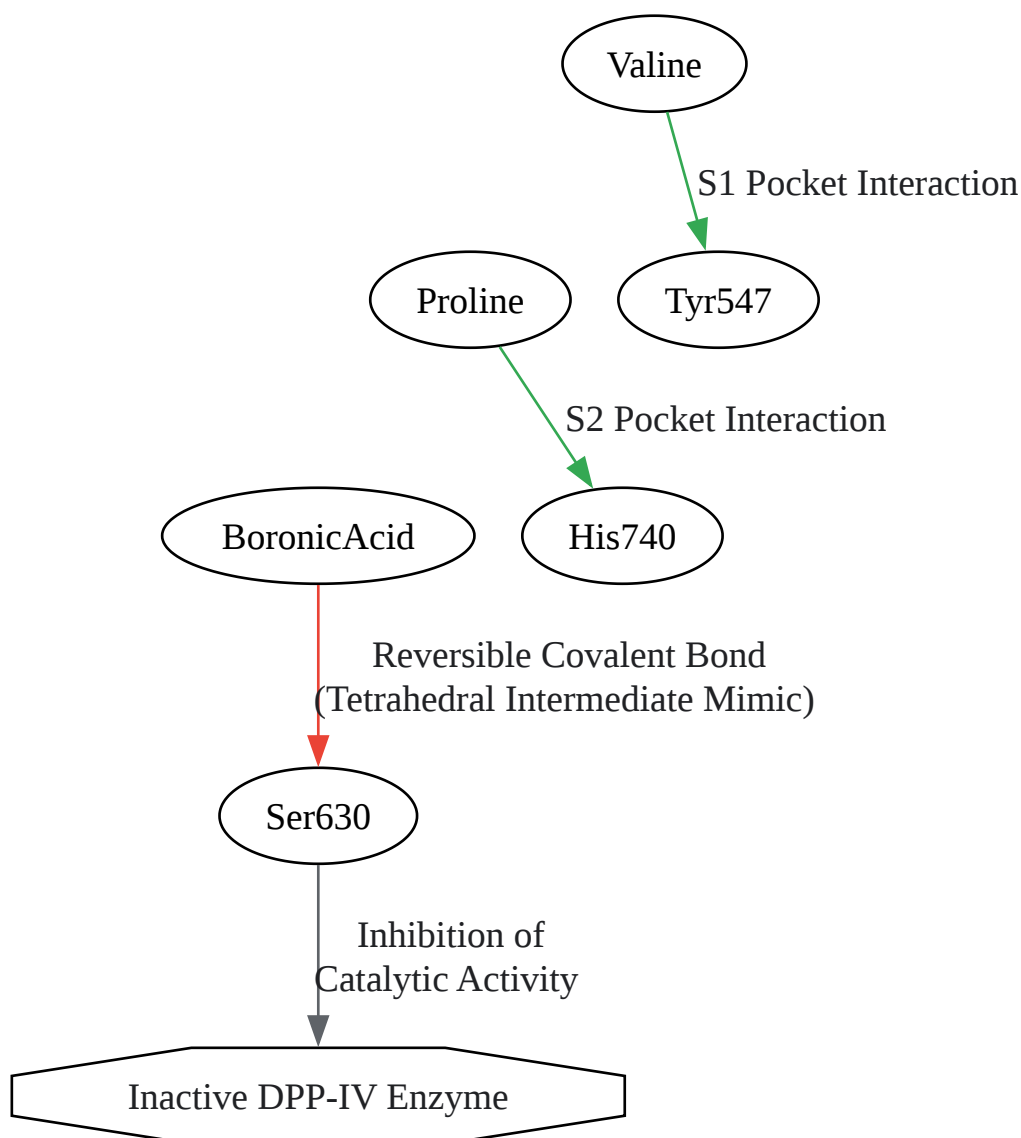 Valine
S1 Pocket Interaction
Proline
Tyr547
S2 Pocket Interaction
BoronicAcid
His740
Reversible Covalent Bond
(Tetrahedral Intermediate Mimic)
Ser630
Inhibition of
Catalytic Activity
Inactive DPP-IV Enzyme